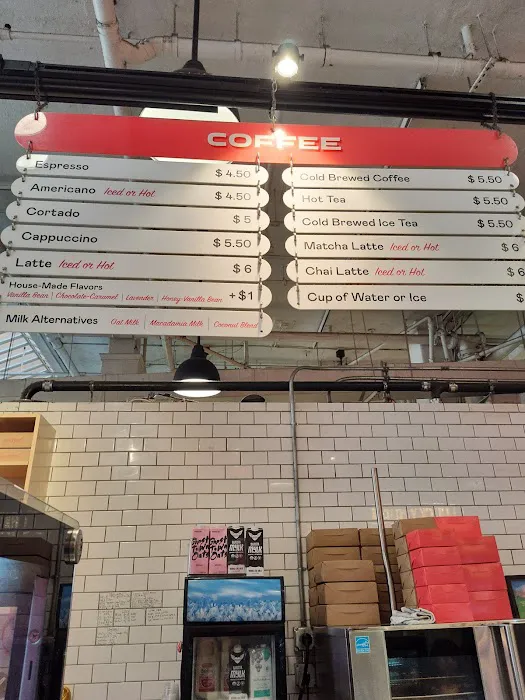 COFFEE
Espresso $ 4.50
Americano Iced or Hot $ 4.50
Cortado $ 5
Cappuccino $ 5.50
Latte Iced or Hot $ 6
House-Made Flavors +$1
Vanilla Bean | Chocolate-Caramel | Lavender | Honey-Vanilla Bean
Milk Alternatives Oat Milk | Macadamia Milk | Coconut Blend
Cold Brewed Coffee $ 5.50
Hot Tea $ 5.50
Cold Brewed Ice Tea $ 5.50
Matcha Latte Iced or Hot $ 6
Chai Latte Iced or Hot $ 6
Cup of Water or Ice $
MYLK MYLK